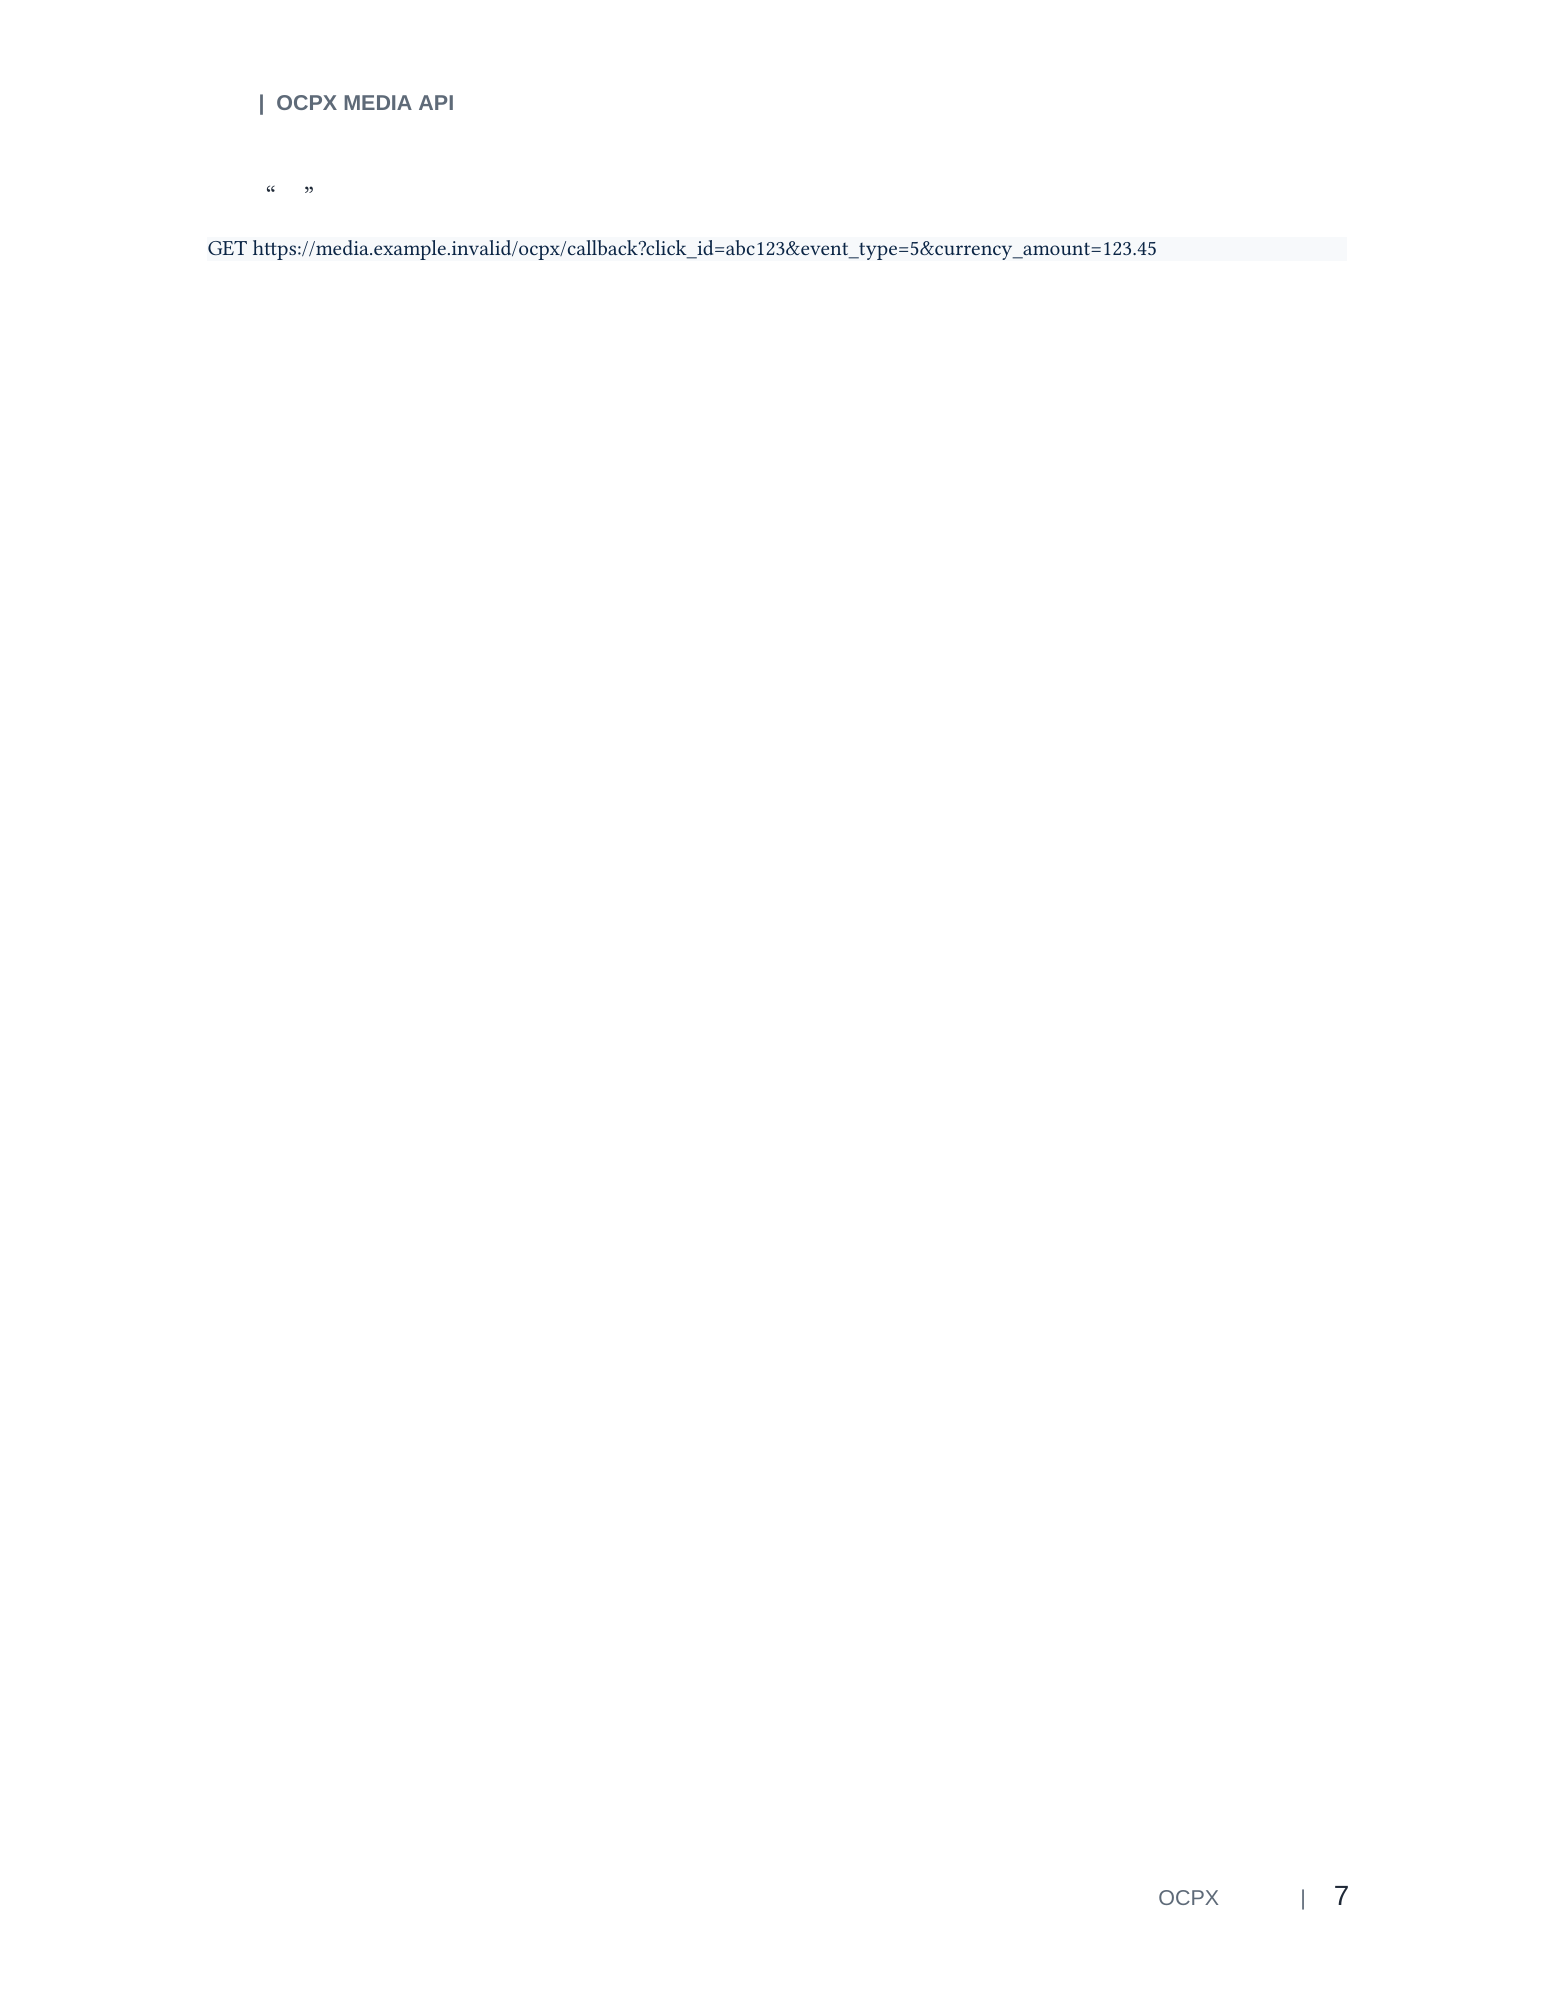 | OCPX MEDIA API
“ ”
GET https://media.example.invalid/ocpx/callback?click_id=abc123&event_type=5&currency_amount=123.45
OCPX | 7